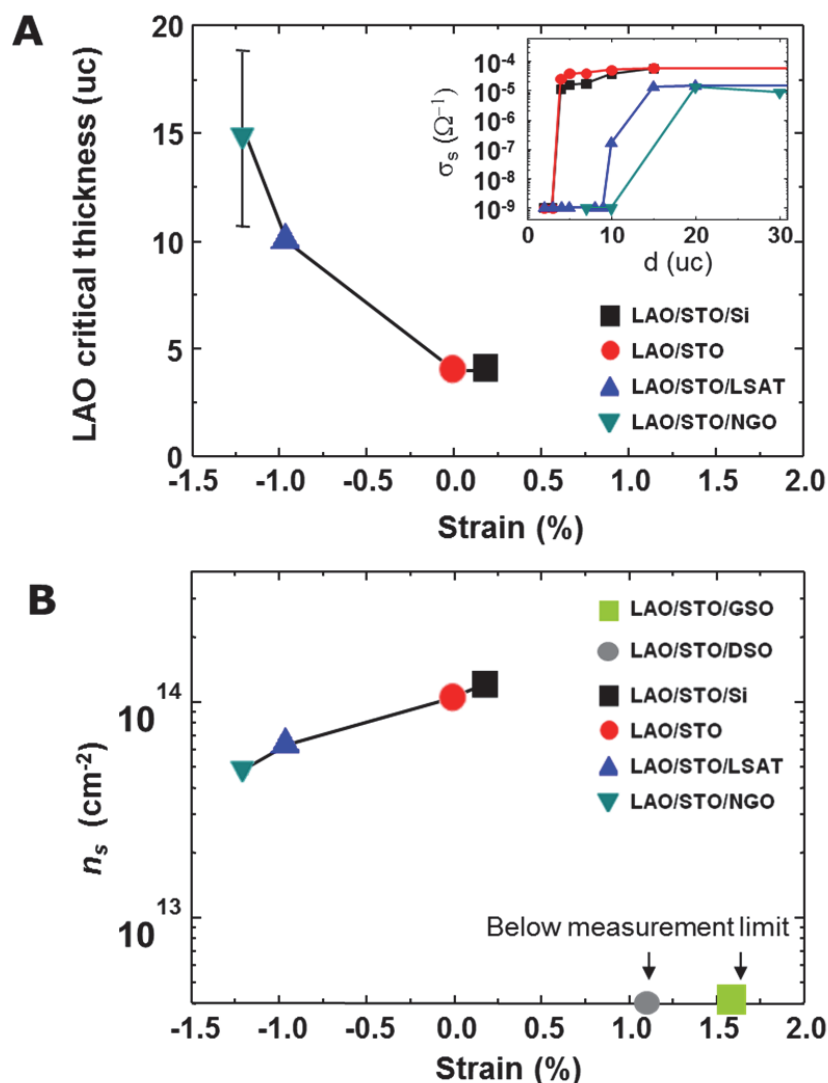 A
LAO critical thickness (uc)
20
15
10
5
0
-1.5 -1.0 -0.5 0.0 0.5 1.0 1.5 2.0
Strain (%)
σs (Ω⁻¹)
10⁻⁴
10⁻⁵
10⁻⁶
10⁻⁷
10⁻⁸
10⁻⁹
0 10 20 30
d (uc)
LAO/STO/Si
LAO/STO
LAO/STO/LSAT
LAO/STO/NGO
B
ns (cm⁻²)
10¹⁴
10¹³
LAO/STO/GSO
LAO/STO/DSO
LAO/STO/Si
LAO/STO
LAO/STO/LSAT
LAO/STO/NGO
Below measurement limit
-1.5 -1.0 -0.5 0.0 0.5 1.0 1.5 2.0
Strain (%)